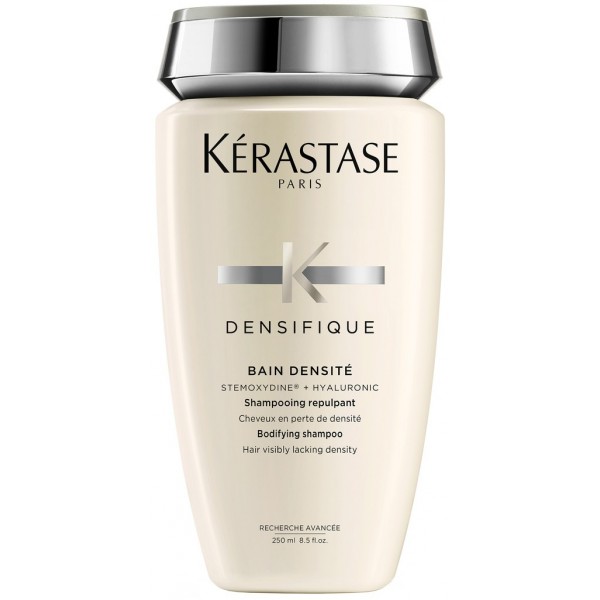 KÉRASTASE
PARIS
K
DENSIFIQUE
BAIN DENSITÉ
STEMOXYDINE® + HYALURONIC
Shampooing repulpant
Cheveux en perte de densité
Bodifying shampoo
Hair visibly lacking density
RECHERCHE AVANCÉE
250 ml 8.5 fl.oz.